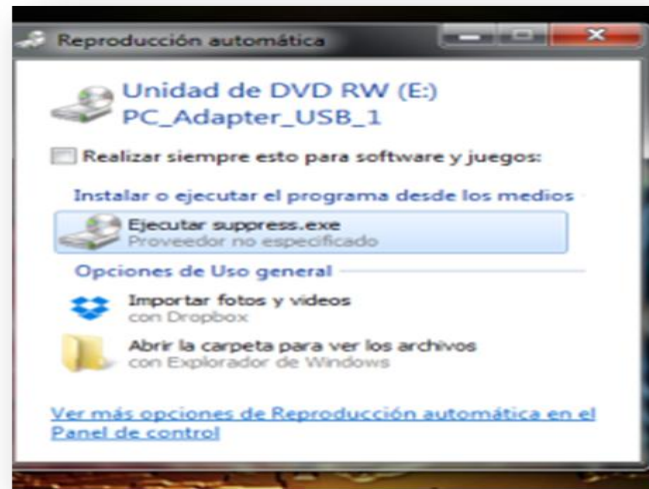 Reproducción automática
Unidad de DVD RW (E:)
PC_Adapter_USB_1
Realizar siempre esto para software y juegos:
Instalar o ejecutar el programa desde los medios
Ejecutar suppress.exe
Proveedor no especificado
Opciones de Uso general
Importar fotos y videos
con Dropbox
Abrir la carpeta para ver los archivos
con Explorador de Windows
Ver más opciones de Reproducción automática en el
Panel de control